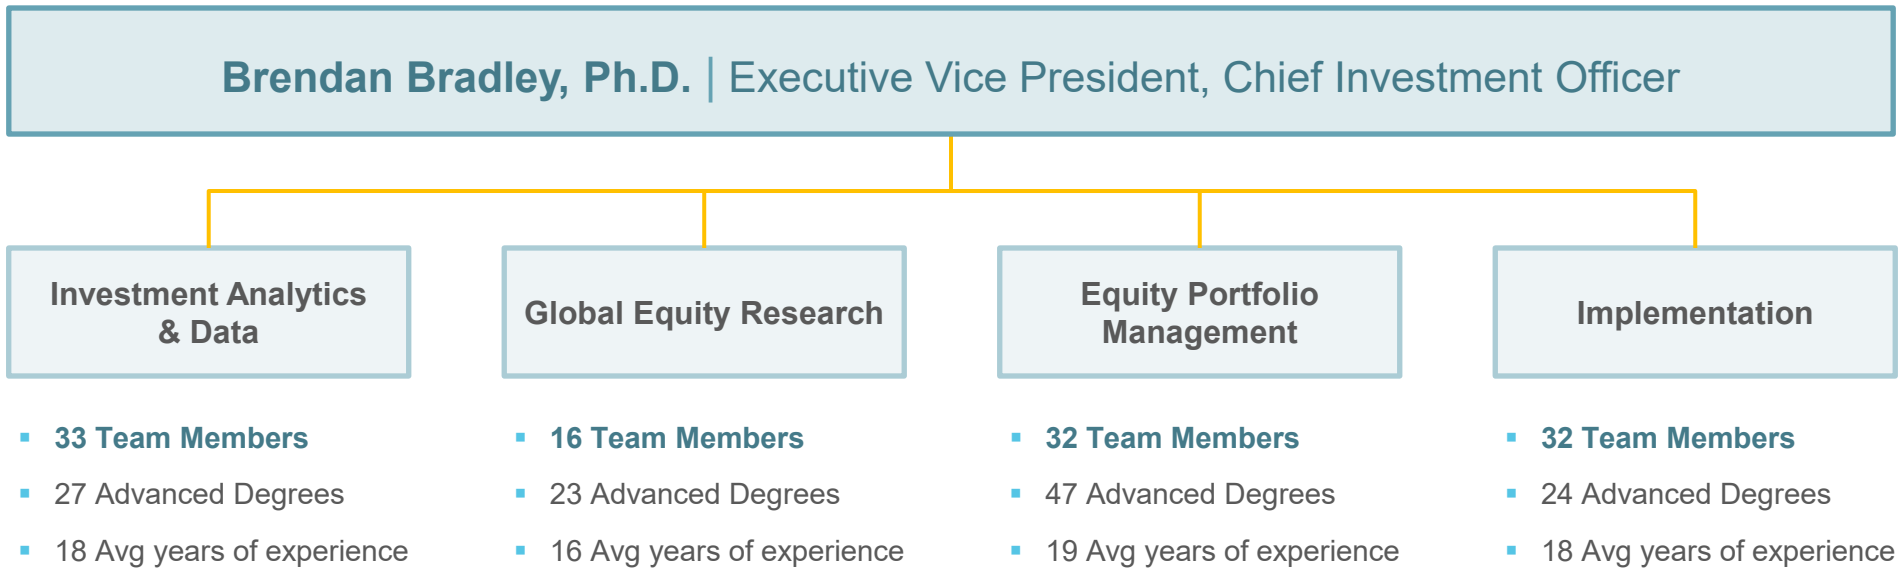 Brendan Bradley, Ph.D. | Executive Vice President, Chief Investment Officer
Investment Analytics
& Data
▪ 33 Team Members
▪ 27 Advanced Degrees
▪ 18 Avg years of experience
Global Equity Research
▪ 16 Team Members
▪ 23 Advanced Degrees
▪ 16 Avg years of experience
Equity Portfolio
Management
▪ 32 Team Members
▪ 47 Advanced Degrees
▪ 19 Avg years of experience
Implementation
▪ 32 Team Members
▪ 24 Advanced Degrees
▪ 18 Avg years of experience